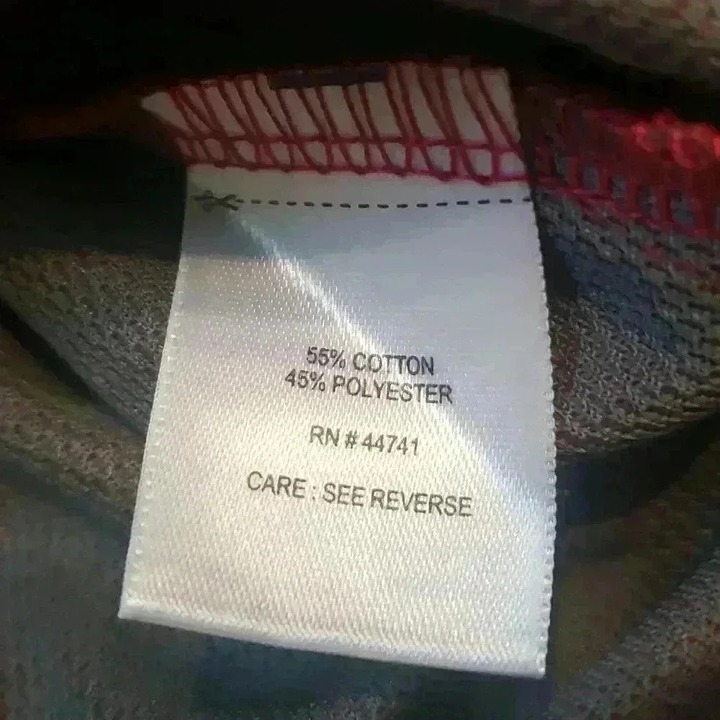 55% COTTON
45% POLYESTER
RN # 44741
CARE : SEE REVERSE